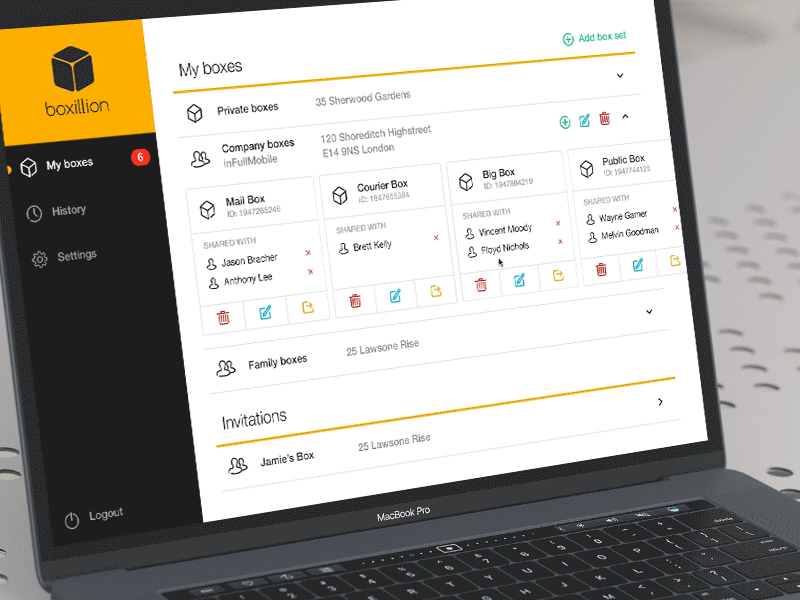 boxillion
My boxes
6
History
Settings
Logout
My boxes
Add box set
Private boxes
35 Sherwood Gardens
Company boxes
inFullMobile
120 Shoreditch Highstreet
E14 9NS London
Mail Box
ID: 1947265246
SHARED WITH
Jason Bracher
Anthony Lee
Courier Box
ID: 1947655384
SHARED WITH
Brett Kelly
Big Box
ID: 1947884219
SHARED WITH
Vincent Moody
Floyd Nichols
Public Box
ID: 1947744125
SHARED WITH
Wayne Garner
Melvin Goodman
Family boxes
25 Lawsone Rise
Invitations
Jamie's Box
25 Lawsone Rise
MacBook Pro